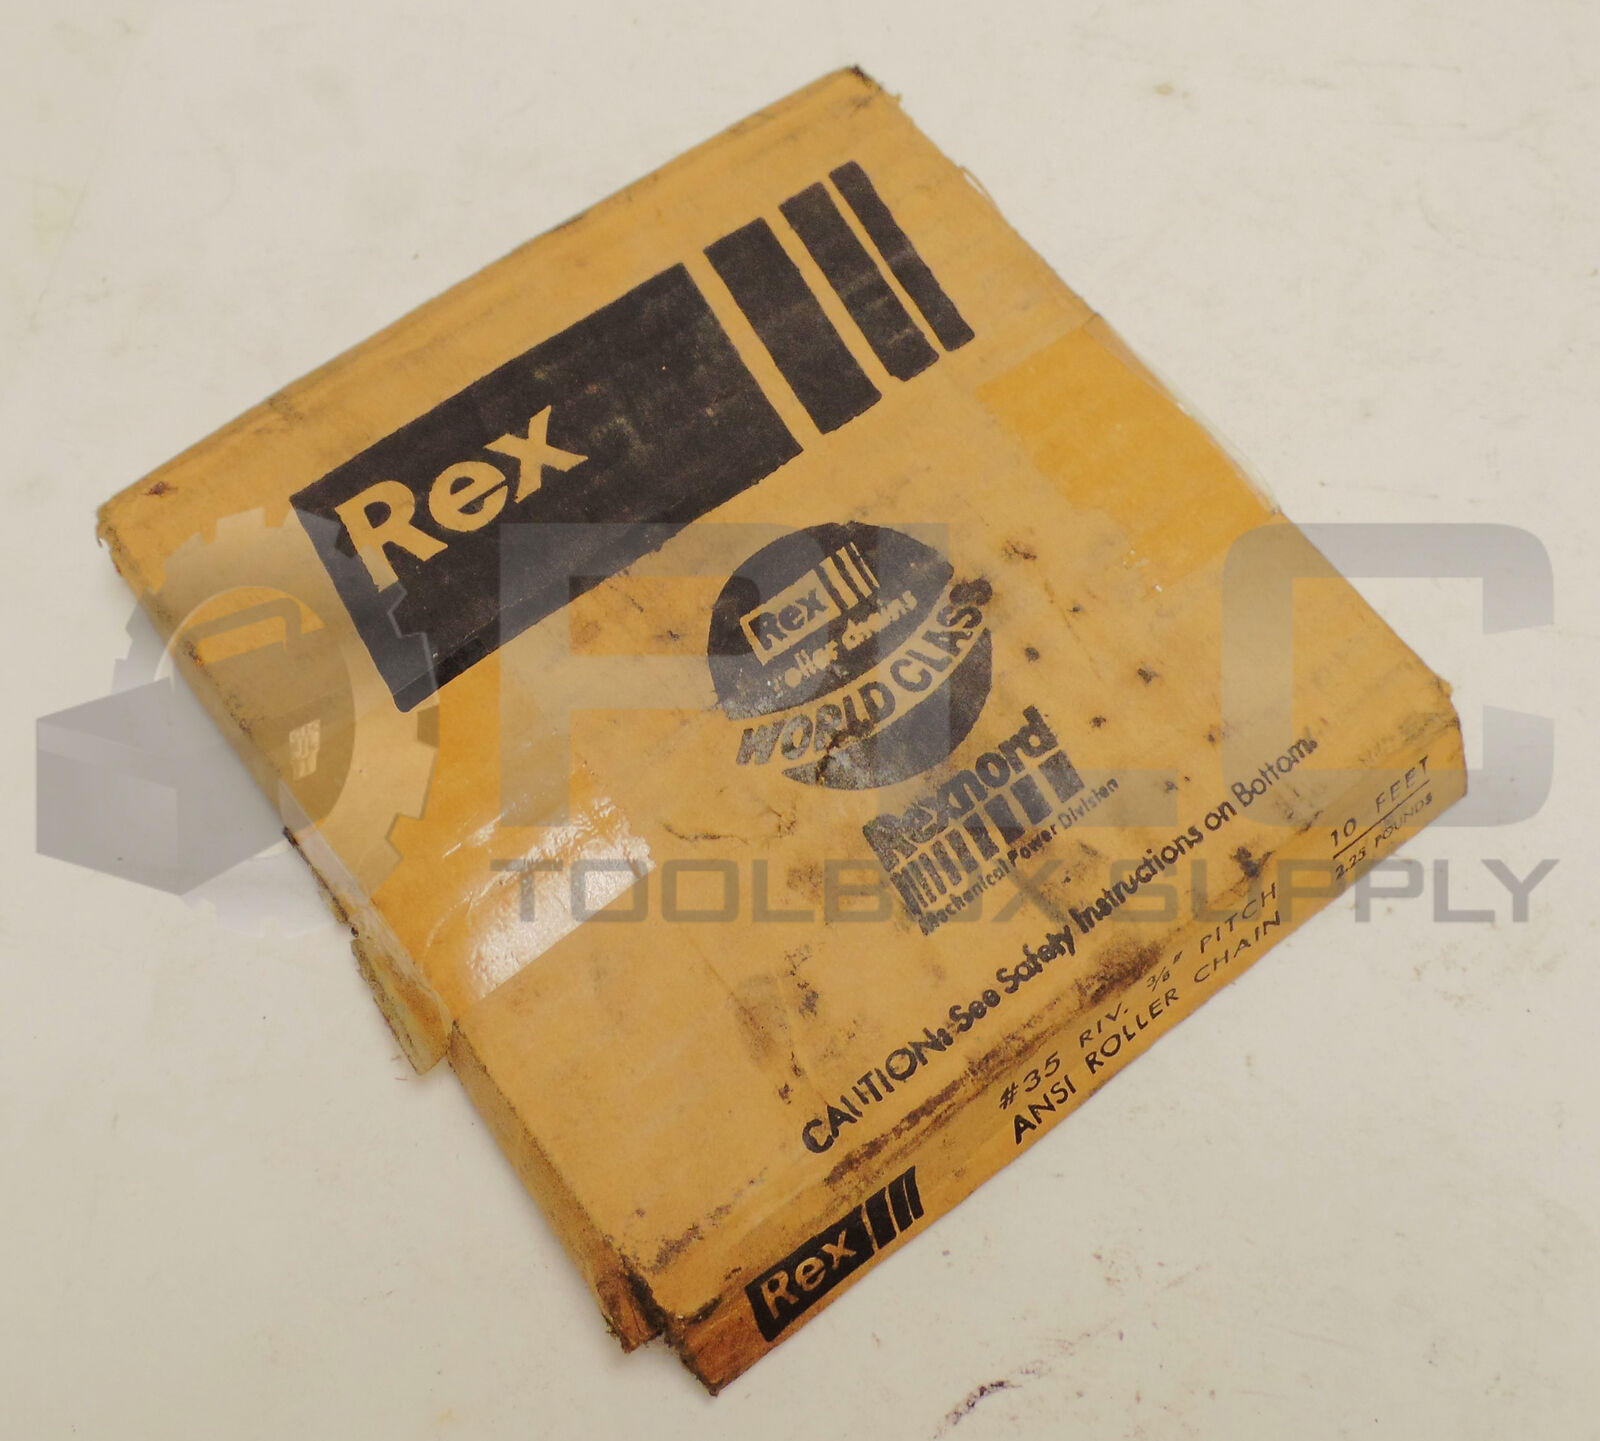 Rex
Rex
roller chains
WORLD CLASS
Rexnord
Mechanical Power Division
CAUTION: See Safety Instructions on Bottom.
10 FEET
2.25 POUNDS
#35 RIV. 3/8" PITCH
ANSI ROLLER CHAIN
Rex
PLC
TOOLBOX SUPPLY